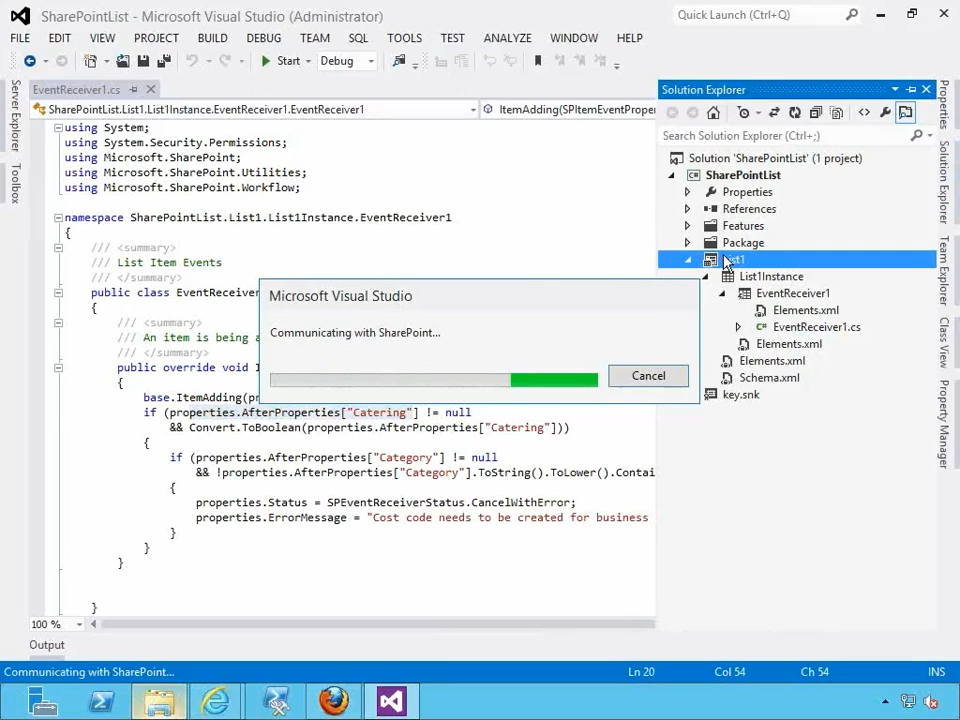 SharePointList - Microsoft Visual Studio (Administrator)
Quick Launch (Ctrl+Q)
FILE EDIT VIEW PROJECT BUILD DEBUG TEAM SQL TOOLS TEST ANALYZE WINDOW HELP
Start Debug
Server Explorer
Toolbox
EventReceiver1.cs
SharePointList.List1.List1Instance.EventReceiver1.EventReceiver1
ItemAdding(SPItemEventProper
using System;
using System.Security.Permissions;
using Microsoft.SharePoint;
using Microsoft.SharePoint.Utilities;
using Microsoft.SharePoint.Workflow;
namespace SharePointList.List1.List1Instance.EventReceiver1
{
/// <summary>
/// List Item Events
/// </summary>
public class EventReceiver
{
/// <summary>
/// An item is being a
/// </summary>
public override void I
{
base.ItemAdding(pr
if (properties.AfterProperties["Catering"] != null
&& Convert.ToBoolean(properties.AfterProperties["Catering"]))
{
if (properties.AfterProperties["Category"] != null
&& !properties.AfterProperties["Category"].ToString().ToLower().Contai
{
properties.Status = SPEventReceiverStatus.CancelWithError;
properties.ErrorMessage = "Cost code needs to be created for business
}
}
}
}
100 %
Output
Microsoft Visual Studio
Communicating with SharePoint...
Cancel
Solution Explorer
Search Solution Explorer (Ctrl+;)
Solution 'SharePointList' (1 project)
SharePointList
Properties
References
Features
Package
List1
List1Instance
EventReceiver1
Elements.xml
EventReceiver1.cs
Elements.xml
Elements.xml
Schema.xml
key.snk
Properties
Solution Explorer
Team Explorer
Class View
Property Manager
Communicating with SharePoint...
Ln 20 Col 54 Ch 54 INS